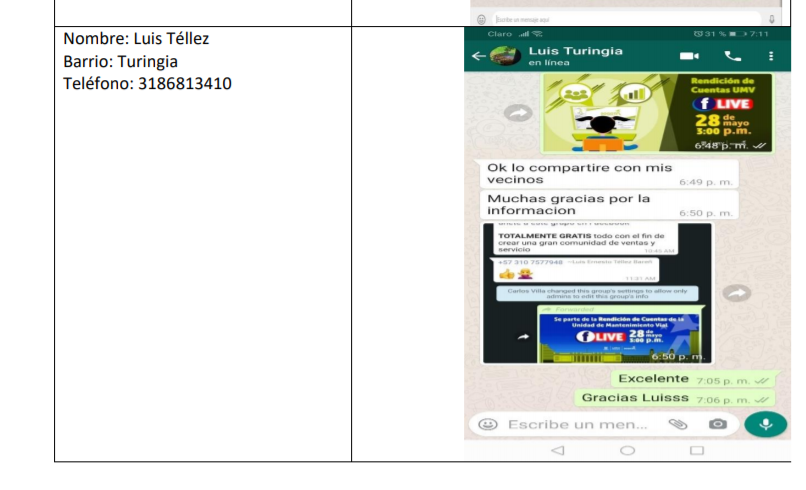 Escribe un mensaje aquí
Nombre: Luis Téllez
Barrio: Turingia
Teléfono: 3186813410
Claro
31 % 7:11
Luis Turingia
en línea
Rendición de
Cuentas UMV
f LIVE
28 de
mayo
3:00 p.m.
6:48 p. m.
Ok lo compartire con mis
vecinos
6:49 p. m.
Muchas gracias por la
informacion
6:50 p. m.
TOTALMENTE GRATIS todo con el fin de
crear una gran comunidad de ventas y
servicio
10:40 AM
+57 310 7577948 ~Luis Ernesto Téllez
11:41 AM
Carlos Villa changed this group's settings to allow only
admins to edit this group's info
Forwarded
Se parte de la Rendición de Cuentas de la
Unidad de Mantenimiento Vial
f LIVE 28 de
mayo
3:00 p.m.
6:50 p. m.
Excelente 7:05 p. m.
Gracias Luisss 7:06 p. m.
Escribe un men...